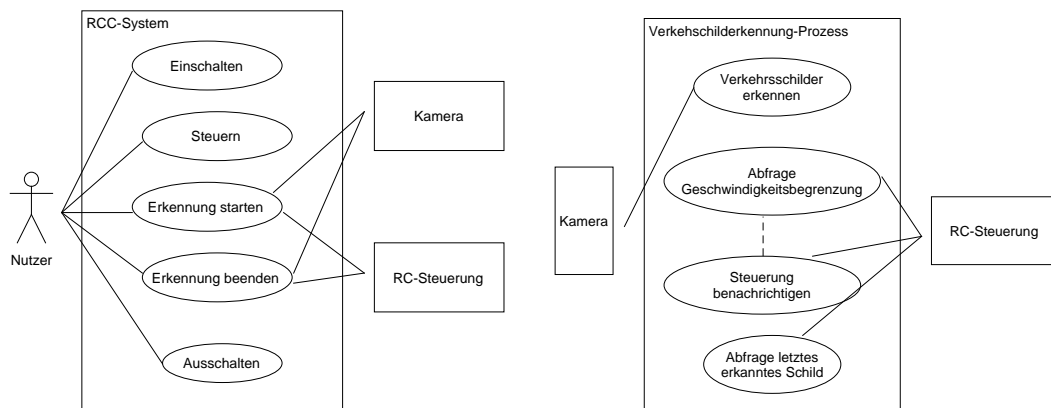 RCC-System
Einschalten
Steuern
Erkennung starten
Erkennung beenden
Ausschalten
Nutzer
Kamera
RC-Steuerung
Verkehschilderkennung-Prozess
Verkehrsschilder
erkennen
Abfrage
Geschwindigkeitsbegrenzung
Steuerung
benachrichtigen
Abfrage letztes
erkanntes Schild
Kamera
RC-Steuerung